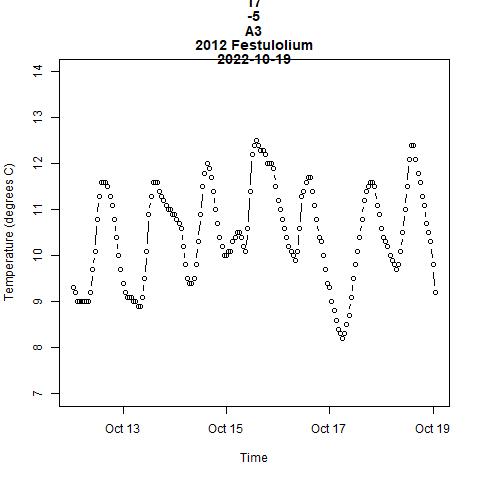 17
-5
A3
2012 Festulolium
2022-10-19
14
13
12
11
10
9
8
7
Temperature (degrees C)
Oct 13 Oct 15 Oct 17 Oct 19
Time